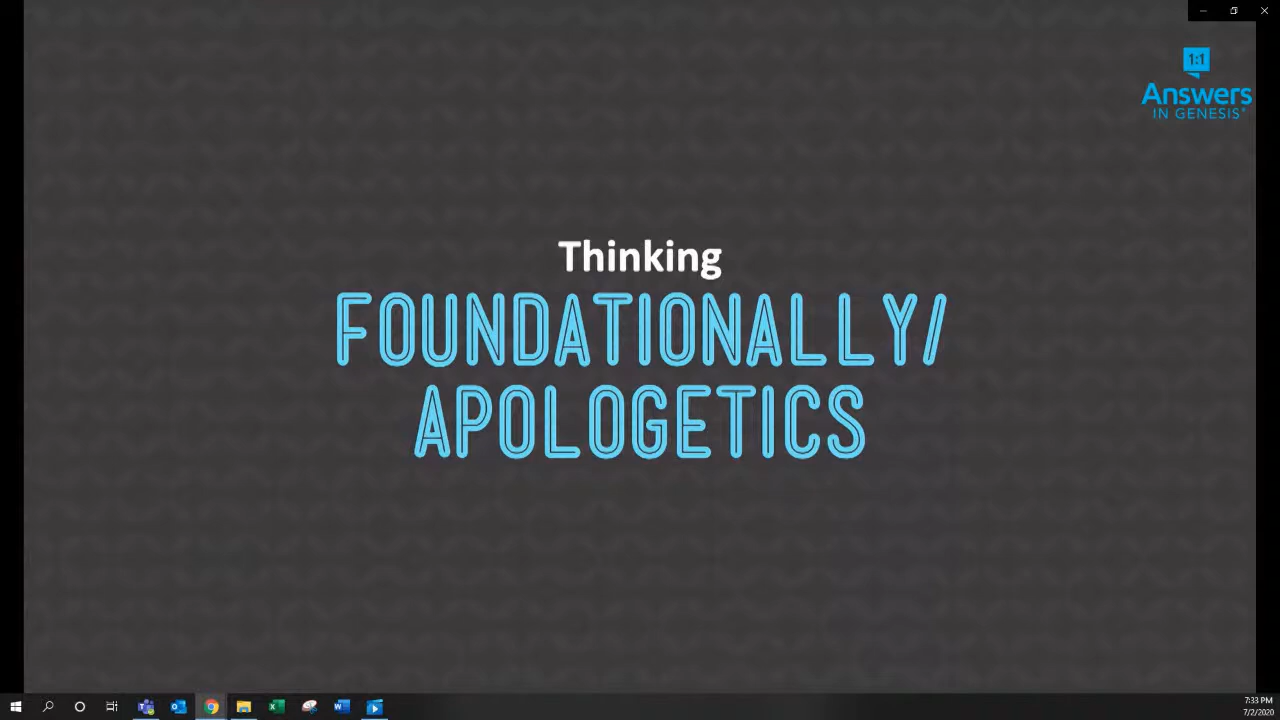 1:1
Answers
IN GENESIS®
Thinking
FOUNDATIONALLY/
APOLOGETICS
7:33 PM
7/2/2020